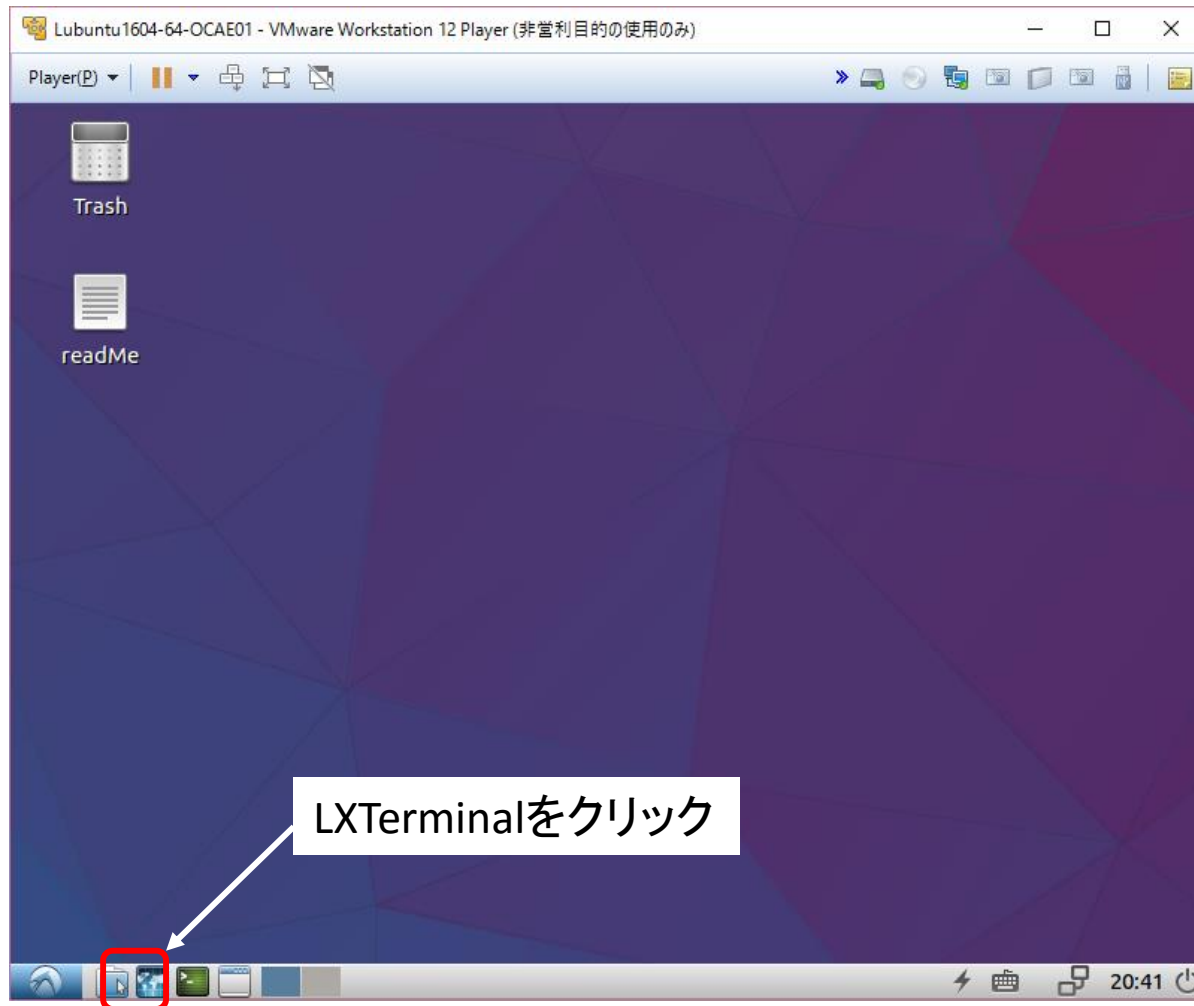 Lubuntu1604-64-OCAE01 - VMware Workstation 12 Player (非営利目的の使用のみ)
Player(P)
Trash
readMe
LXTerminalをクリック
20:41